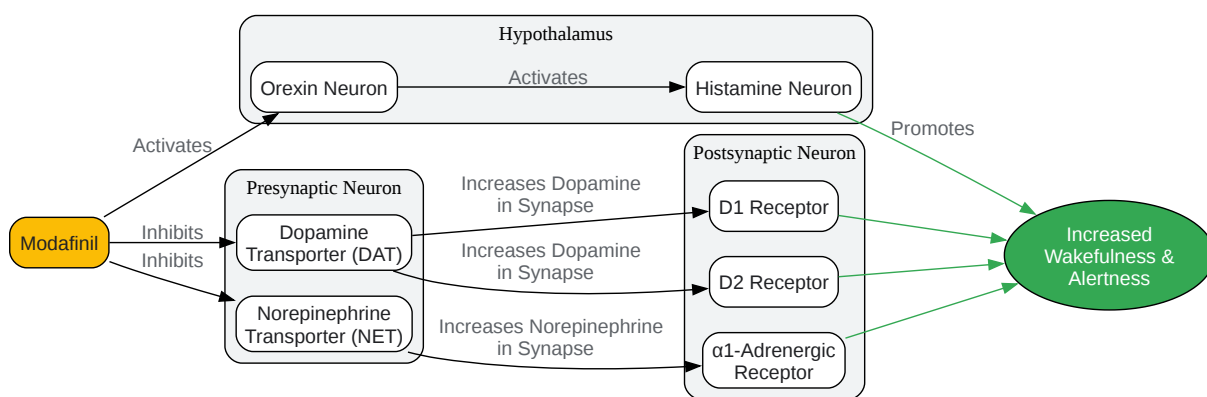 Hypothalamus
Orexin Neuron
Activates
Histamine Neuron
Activates
Promotes
Presynaptic Neuron
Postsynaptic Neuron
Modafinil
Inhibits
Inhibits
Dopamine
Transporter (DAT)
Norepinephrine
Transporter (NET)
Increases Dopamine
in Synapse
Increases Dopamine
in Synapse
Increases Norepinephrine
in Synapse
D1 Receptor
D2 Receptor
α1-Adrenergic
Receptor
Increased
Wakefulness &
Alertness